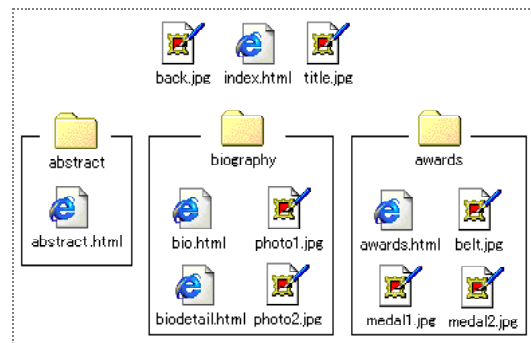 back.jpg index.html title.jpg
abstract biography awards
abstract.html bio.html photo1.jpg awards.html belt.jpg
biodetail.html photo2.jpg medal1.jpg medal2.jpg